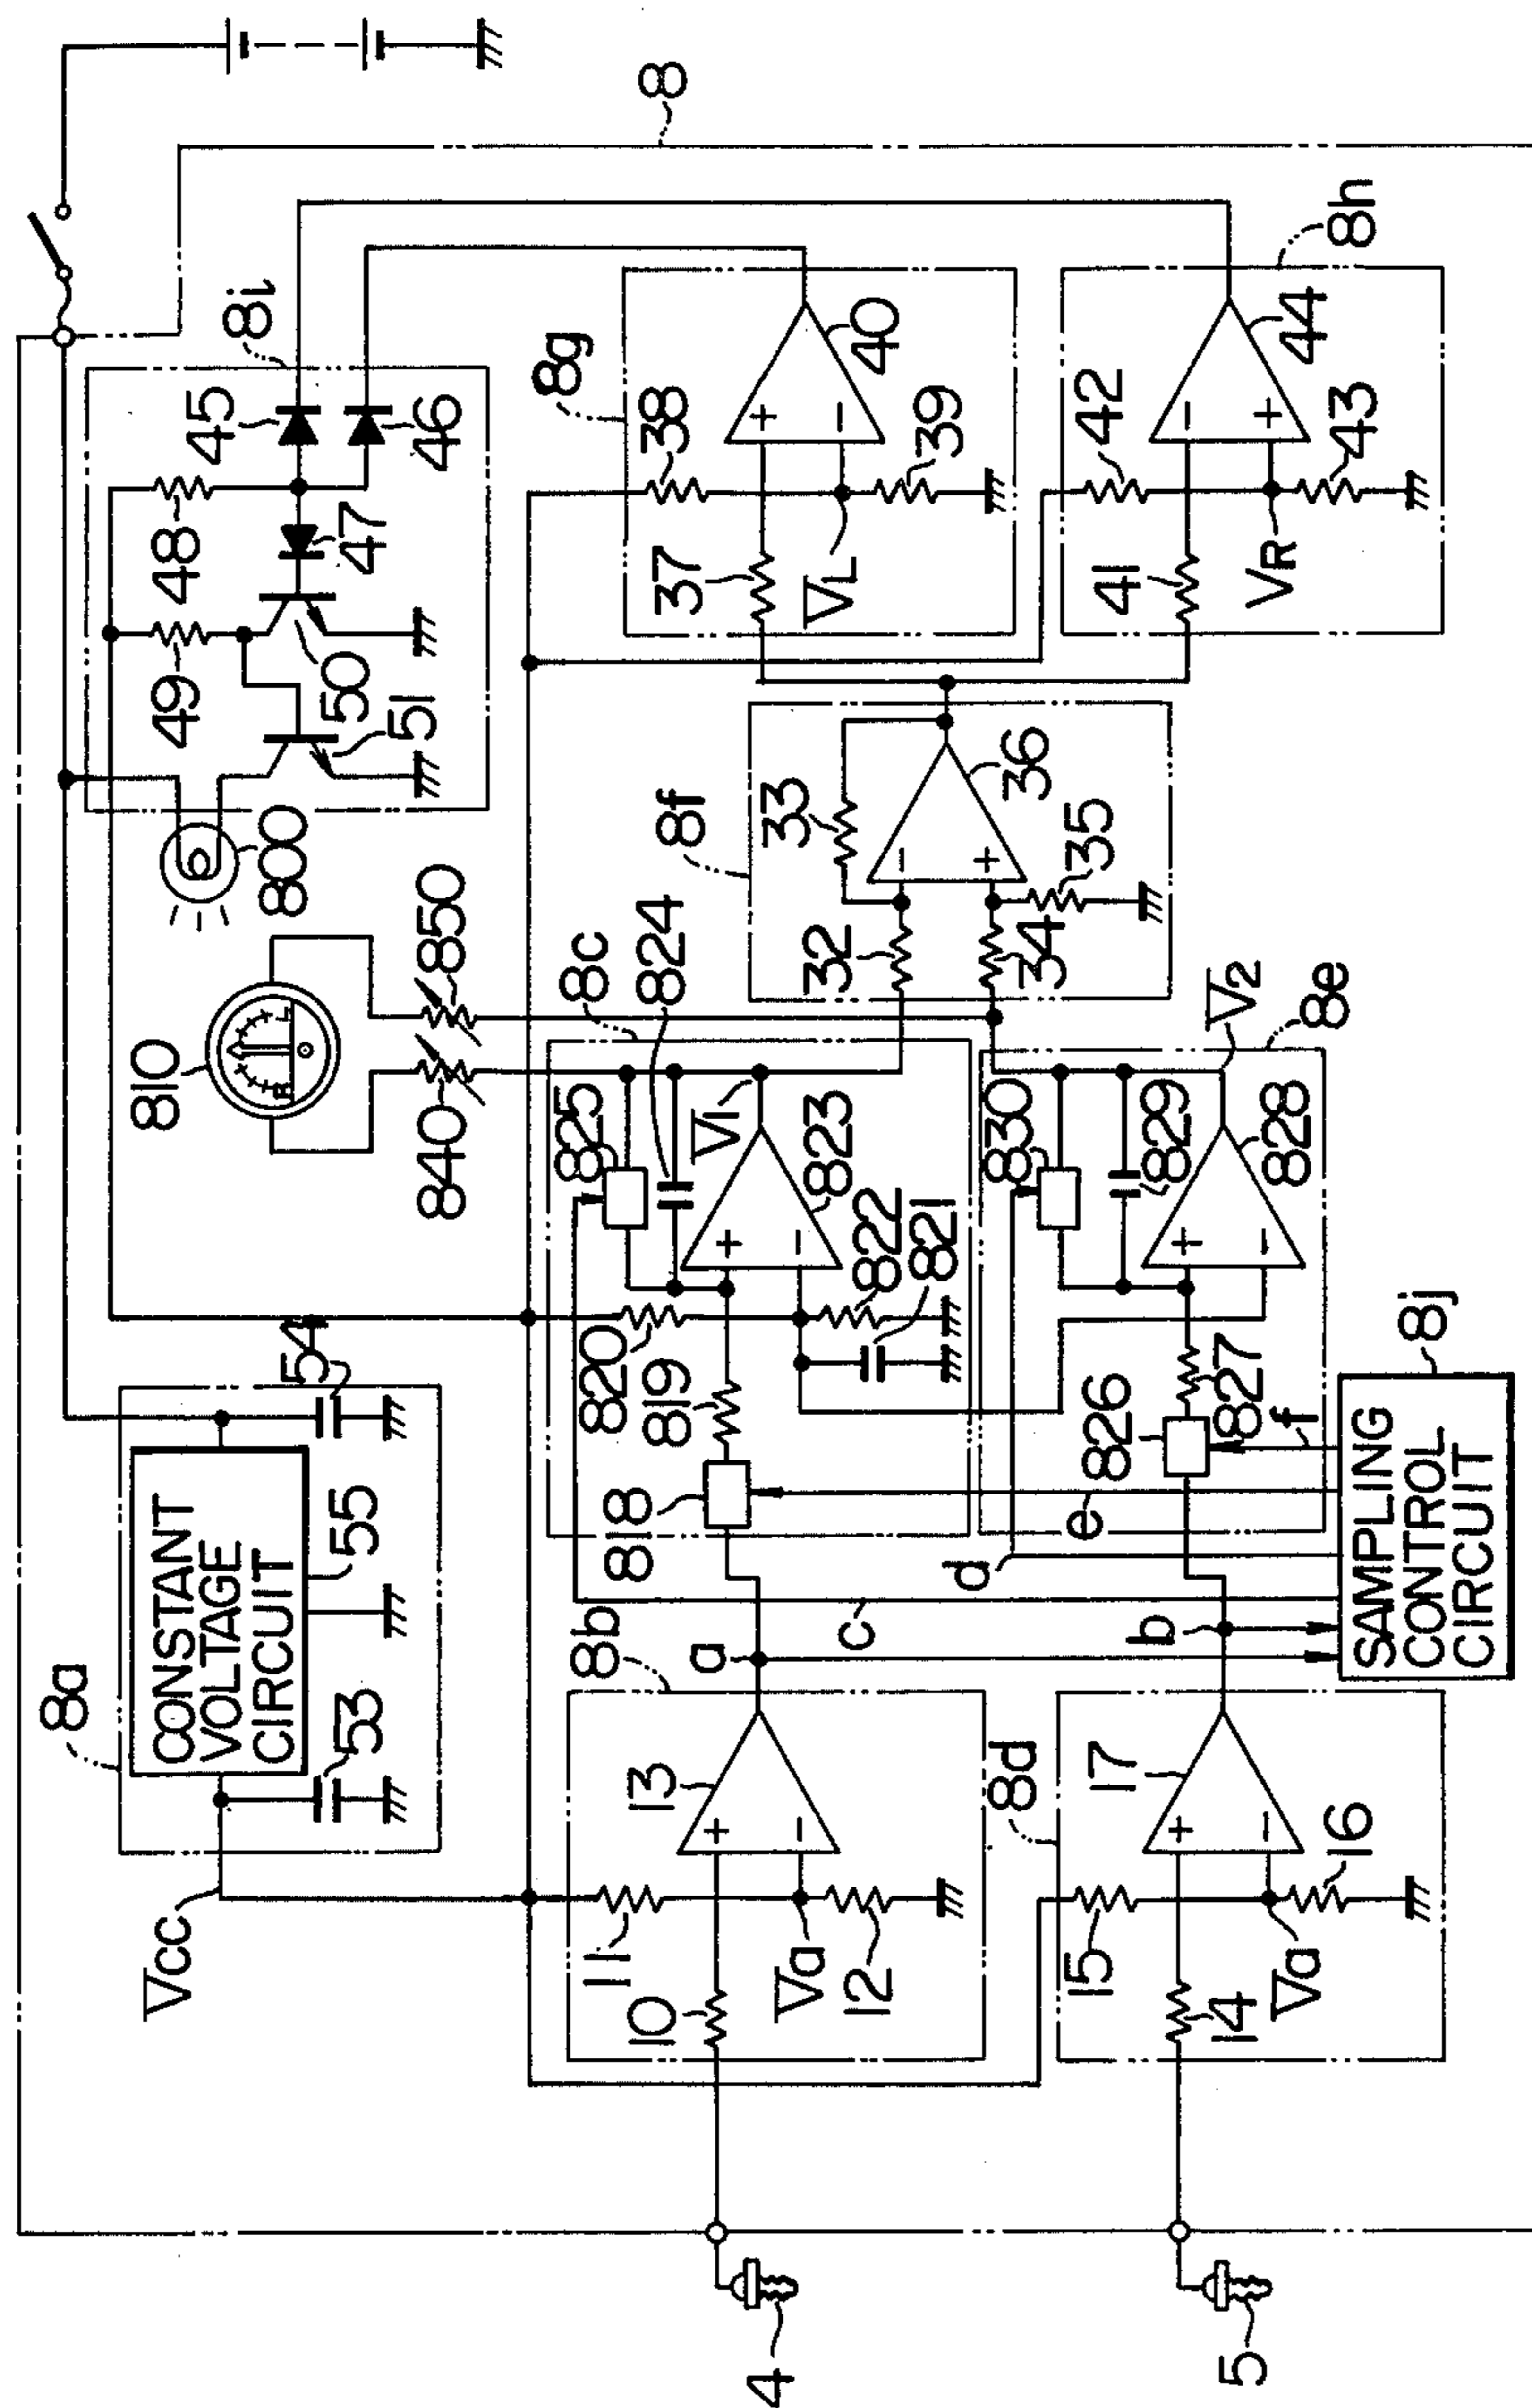 8
8a
CONSTANT
VOLTAGE
CIRCUIT
55
53
54
Vcc
810
R
L
840
850
800
8i
49
48
47
45
46
50
51
4
5
8b
10
11
12
13
Va
a
8d
14
15
16
17
Va
b
c
d
e
f
8c
818
819
820
822
821
823
824
825
V1
8e
826
827
828
829
830
V2
8j
SAMPLING
CONTROL
CIRCUIT
8f
32
33
34
35
36
8g
37
38
39
40
VL
8h
41
42
43
44
VR